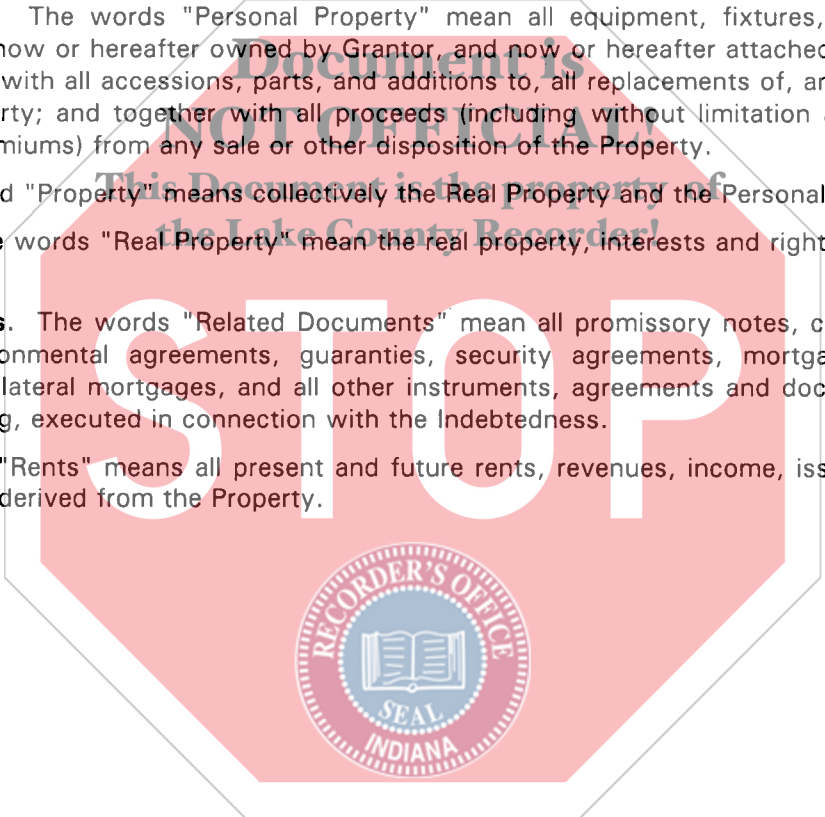 The words "Personal Property" mean all equipment, fixtures,
now or hereafter owned by Grantor, and now or hereafter attached
Document is
with all accessions, parts, and additions to, all replacements of, an
rty; and together with all proceeds (including without limitation
NOT OFFICIAL!
miums) from any sale or other disposition of the Property.
d "Property" means collectively the Real Property and the Personal
This Document is the property of
the Lake County Recorder!
words "Real Property" mean the real property, interests and right
s. The words "Related Documents" mean all promissory notes, c
onmental agreements, guaranties, security agreements, mortga
lateral mortgages, and all other instruments, agreements and doc
g, executed in connection with the Indebtedness.
STOP
"Rents" means all present and future rents, revenues, income, iss
derived from the Property.
RECORDER'S OFFICE
SEAL
INDIANA